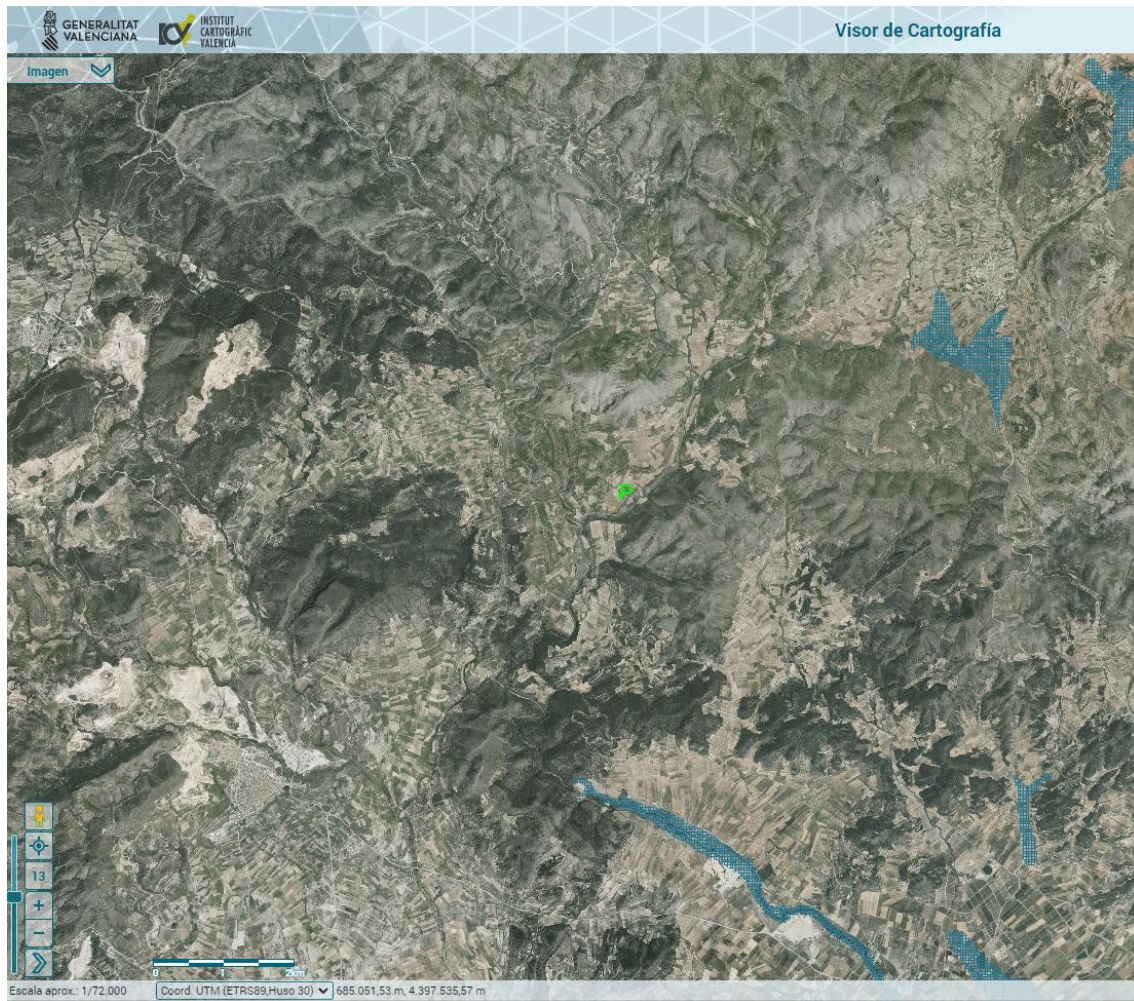 GENERALITAT
VALENCIANA
ICV
INSTITUT
CARTOGRÀFIC
VALENCIÀ
Visor de Cartografía
Imagen
13
+
−
0 1 2km
Escala aprox.: 1/72.000 Coord. UTM (ETRS89,Huso 30) 685.051,53 m, 4.397.535,57 m